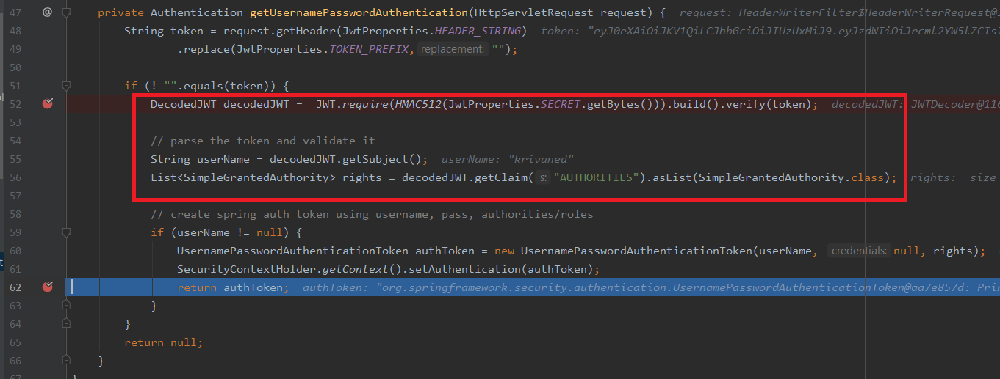 47 @ private Authentication getUsernamePasswordAuthentication(HttpServletRequest request) { request: HeaderWriterFilter$HeaderWriterRequest@
48 String token = request.getHeader(JwtProperties.HEADER_STRING) token: "eyJ0eXAiOiJKV1QiLCJhbGciOiJIUzUxMiJ9.eyJzdWIiOiJrcml2YW5lZCIs
49 .replace(JwtProperties.TOKEN_PREFIX, replacement: "");
50
51 if (! "".equals(token)) {
52 DecodedJWT decodedJWT = JWT.require(HMAC512(JwtProperties.SECRET.getBytes())).build().verify(token); decodedJWT: JWTDecoder@116
53
54 // parse the token and validate it
55 String userName = decodedJWT.getSubject(); userName: "krivaned"
56 List<SimpleGrantedAuthority> rights = decodedJWT.getClaim( s: "AUTHORITIES").asList(SimpleGrantedAuthority.class); rights: size
57
58 // create spring auth token using username, pass, authorities/roles
59 if (userName != null) {
60 UsernamePasswordAuthenticationToken authToken = new UsernamePasswordAuthenticationToken(userName, credentials: null, rights);
61 SecurityContextHolder.getContext().setAuthentication(authToken);
62 return authToken; authToken: "org.springframework.security.authentication.UsernamePasswordAuthenticationToken@aa7e857d: Prin
63 }
64 }
65 return null;
66 }
67 }